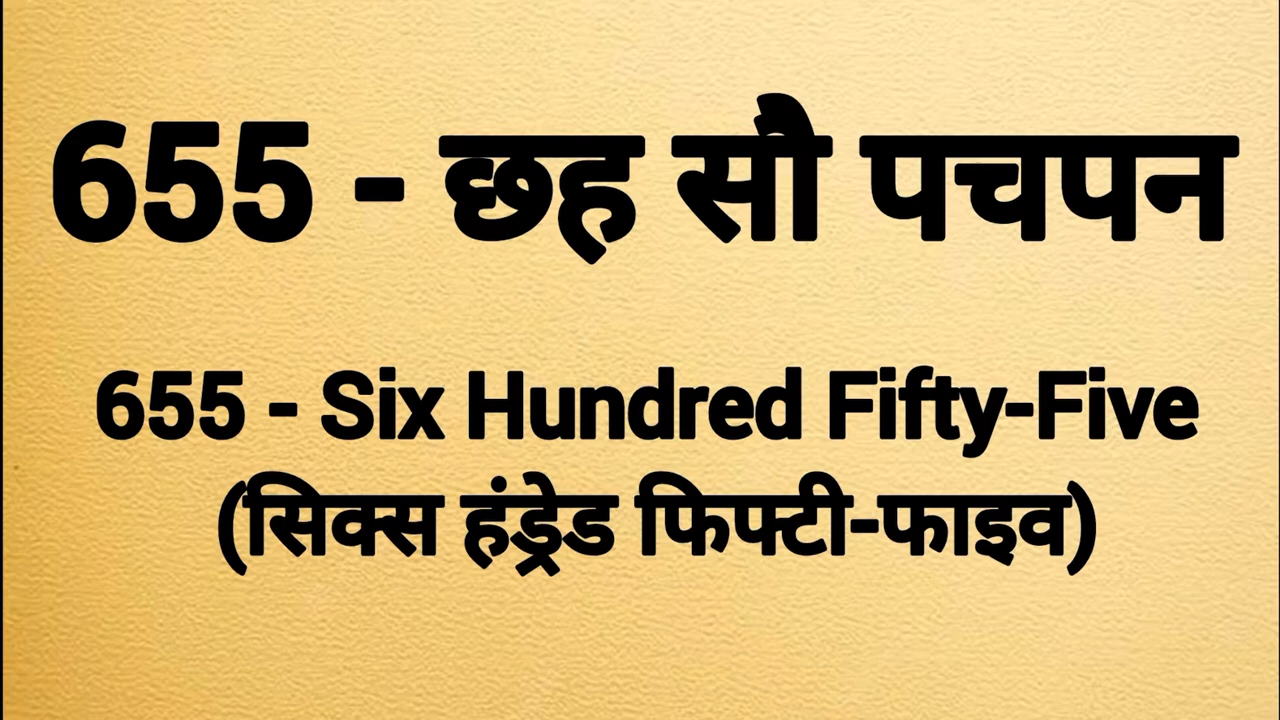 655 - छह सौ पचपन
655 - Six Hundred Fifty-Five
(सिक्स हंड्रेड फिफ्टी-फाइव)